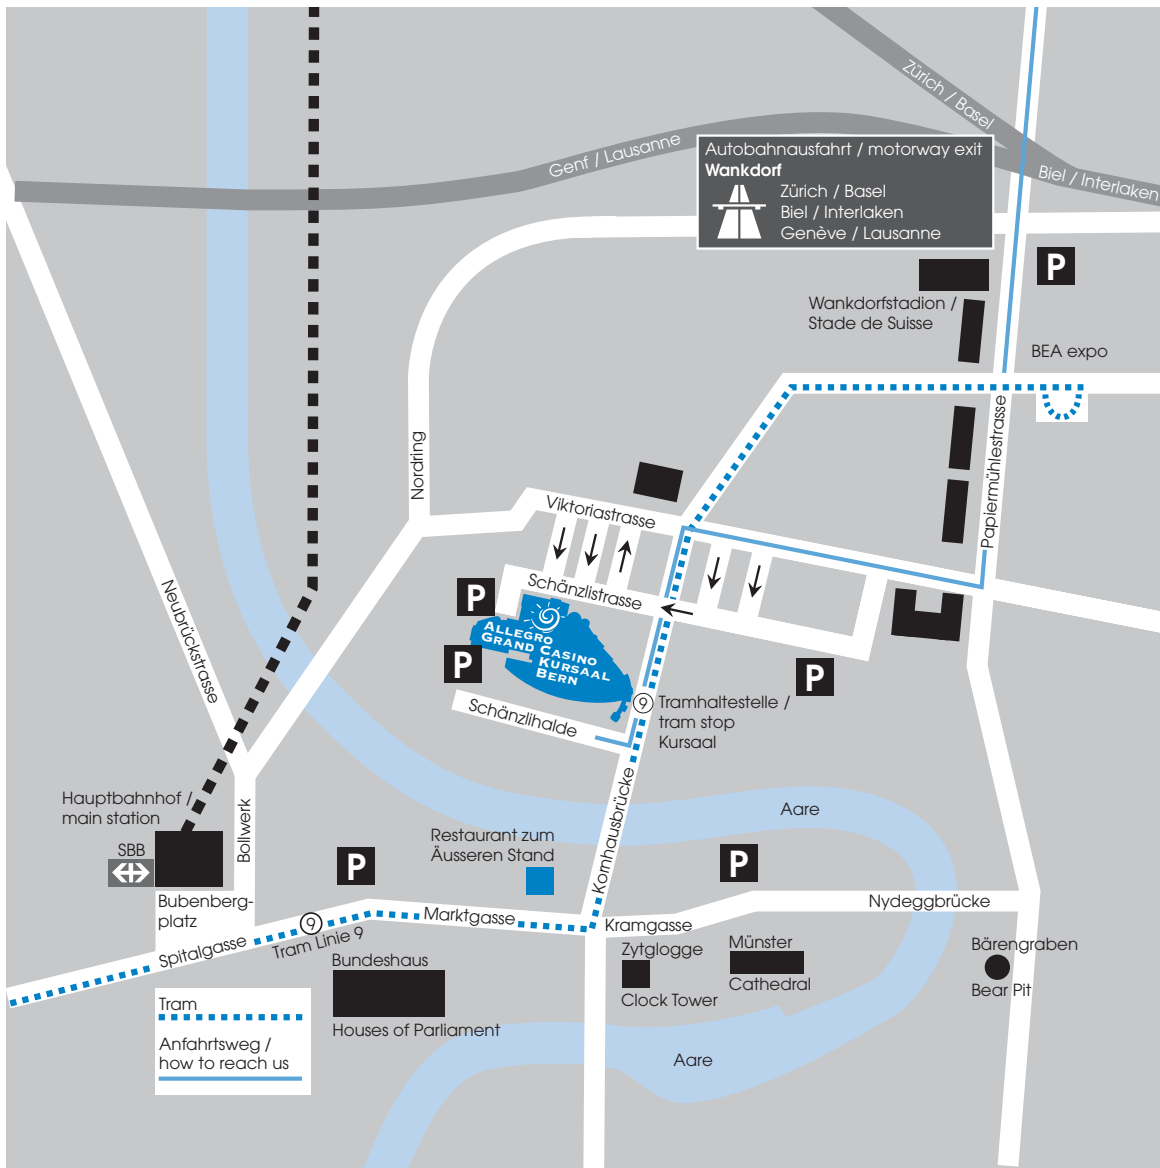 Zürich / Basel
Genf / Lausanne
Biel / Interlaken
Autobahnausfahrt / motorway exit
Wankdorf
Zürich / Basel
Biel / Interlaken
Genève / Lausanne
P
Wankdorfstadion /
Stade de Suisse
BEA expo
Papiermühlestrasse
Nordring
Viktoriastrasse
Schänzlistrasse
Neubrückstrasse
P
ALLEGRO
GRAND CASINO
KURSAAL
BERN
P
P
9
Tramhaltestelle /
tram stop
Kursaal
Schänzlihalde
Hauptbahnhof /
main station
SBB
Bollwerk
Kornhausbrücke
Aare
Restaurant zum
Äusseren Stand
P
P
Bubenberg-
platz
Spitalgasse
9
Tram Linie 9
Marktgasse
Kramgasse
Nydeggbrücke
Zytglogge
Clock Tower
Münster
Cathedral
Bärengraben
Bear Pit
Bundeshaus
Houses of Parliament
Aare
Tram
Anfahrtsweg /
how to reach us